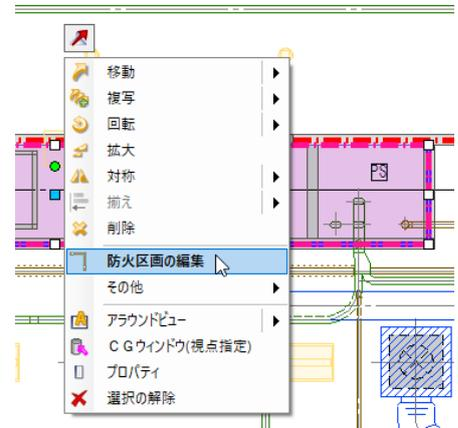 移動
複写
回転
拡大
対称
揃え
削除
防火区画の編集
その他
アラウンドビュー
ＣＧウィンドウ(視点指定)
プロパティ
選択の解除
PS